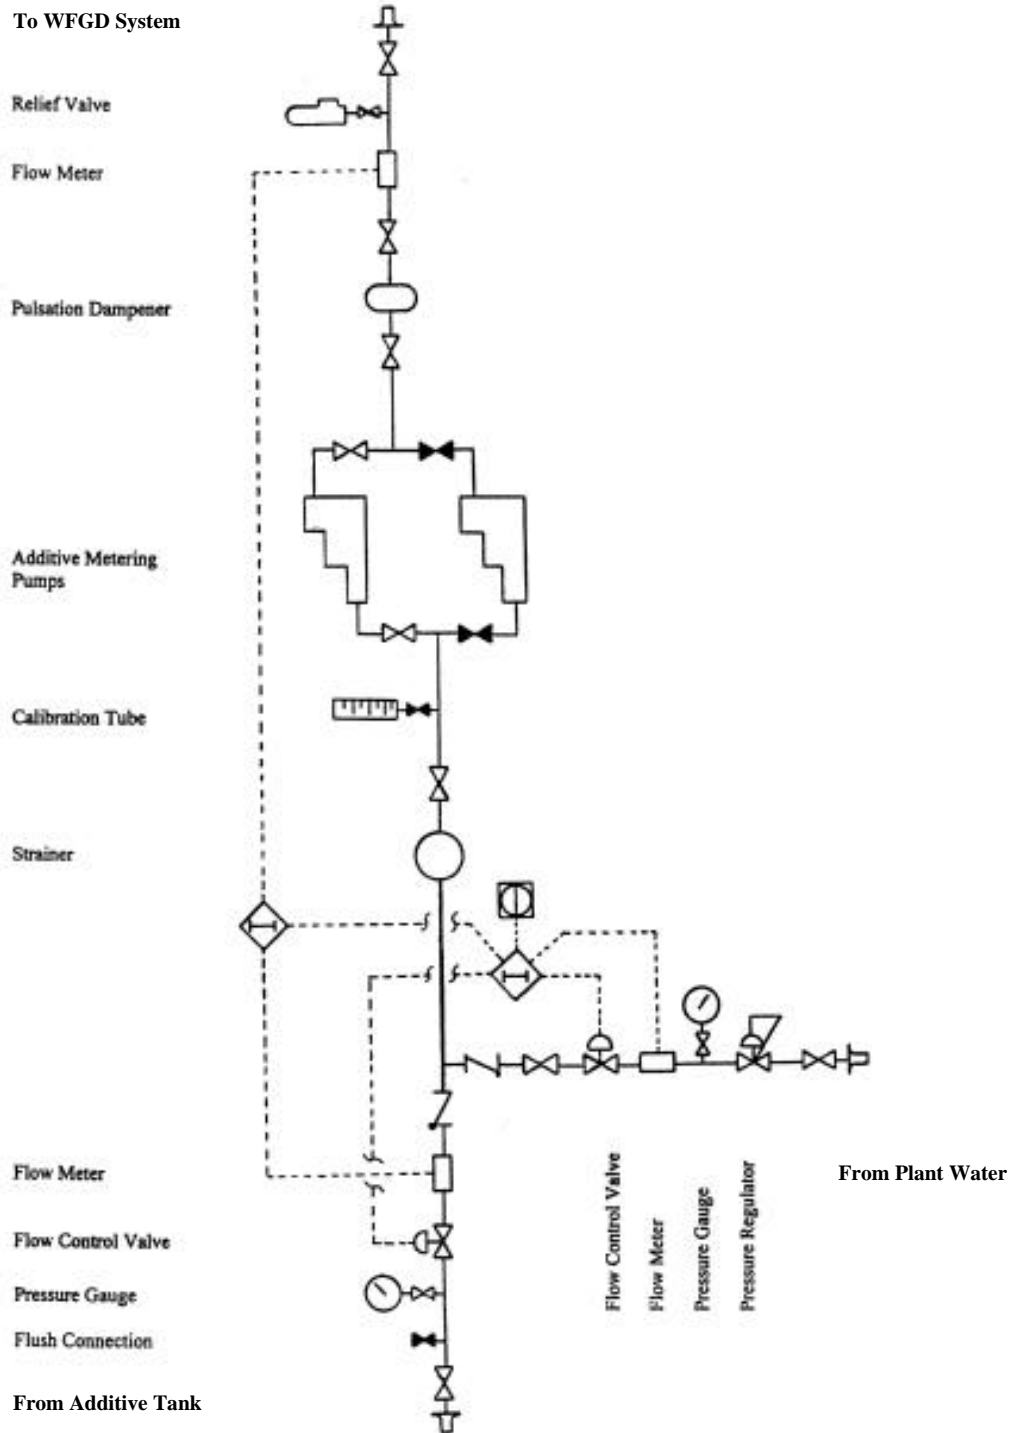 To WFGD System
Relief Valve
Flow Meter
Pulsation Dampener
Additive Metering
Pumps
Calibration Tube
Strainer
Flow Meter
Flow Control Valve
Pressure Gauge
Flush Connection
From Additive Tank
Flow Control Valve
Flow Meter
Pressure Gauge
Pressure Regulator
From Plant Water